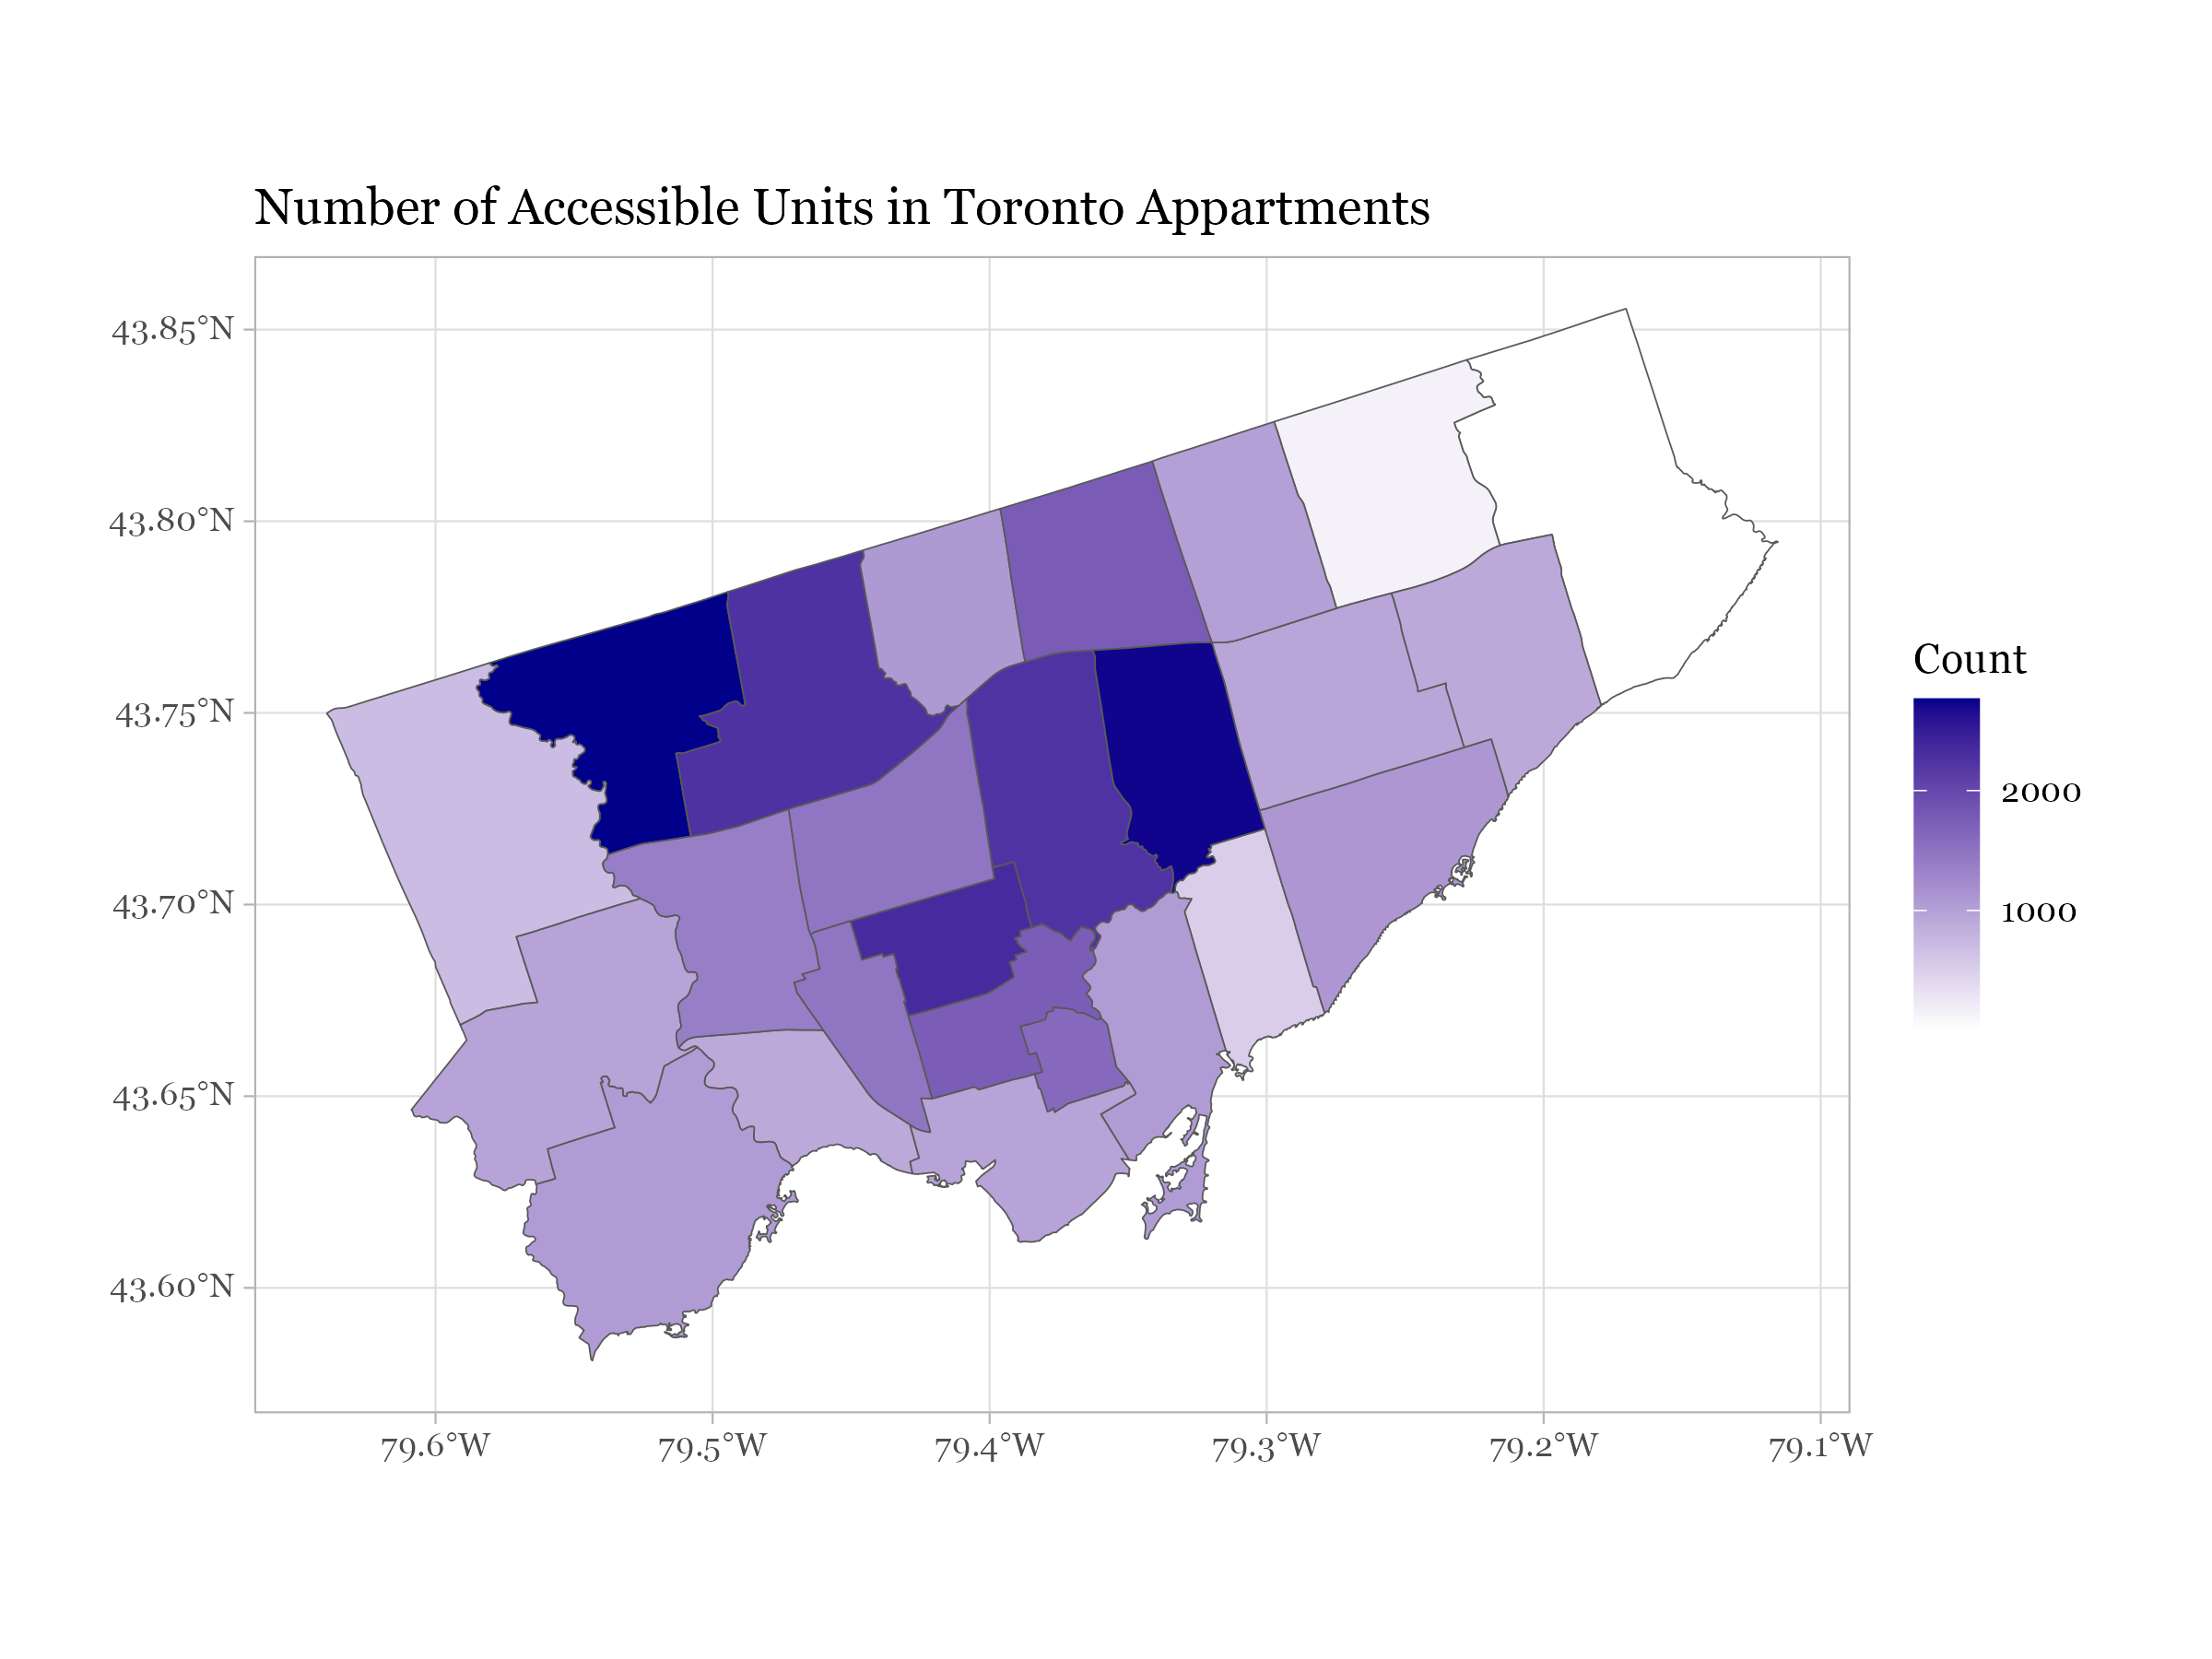 Number of Accessible Units in Toronto Appartments
43.85°N
43.80°N
43.75°N
43.70°N
43.65°N
43.60°N
79.6°W
79.5°W
79.4°W
79.3°W
79.2°W
79.1°W
Count
2000
1000